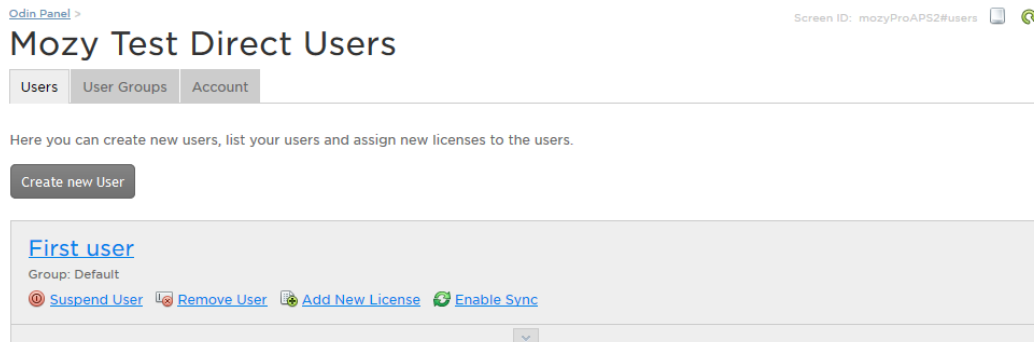 Odin Panel >
Screen ID: mozyProAPS2#users
Mozy Test Direct Users
Users User Groups Account
Here you can create new users, list your users and assign new licenses to the users.
Create new User
First user
Group: Default
Suspend User Remove User Add New License Enable Sync